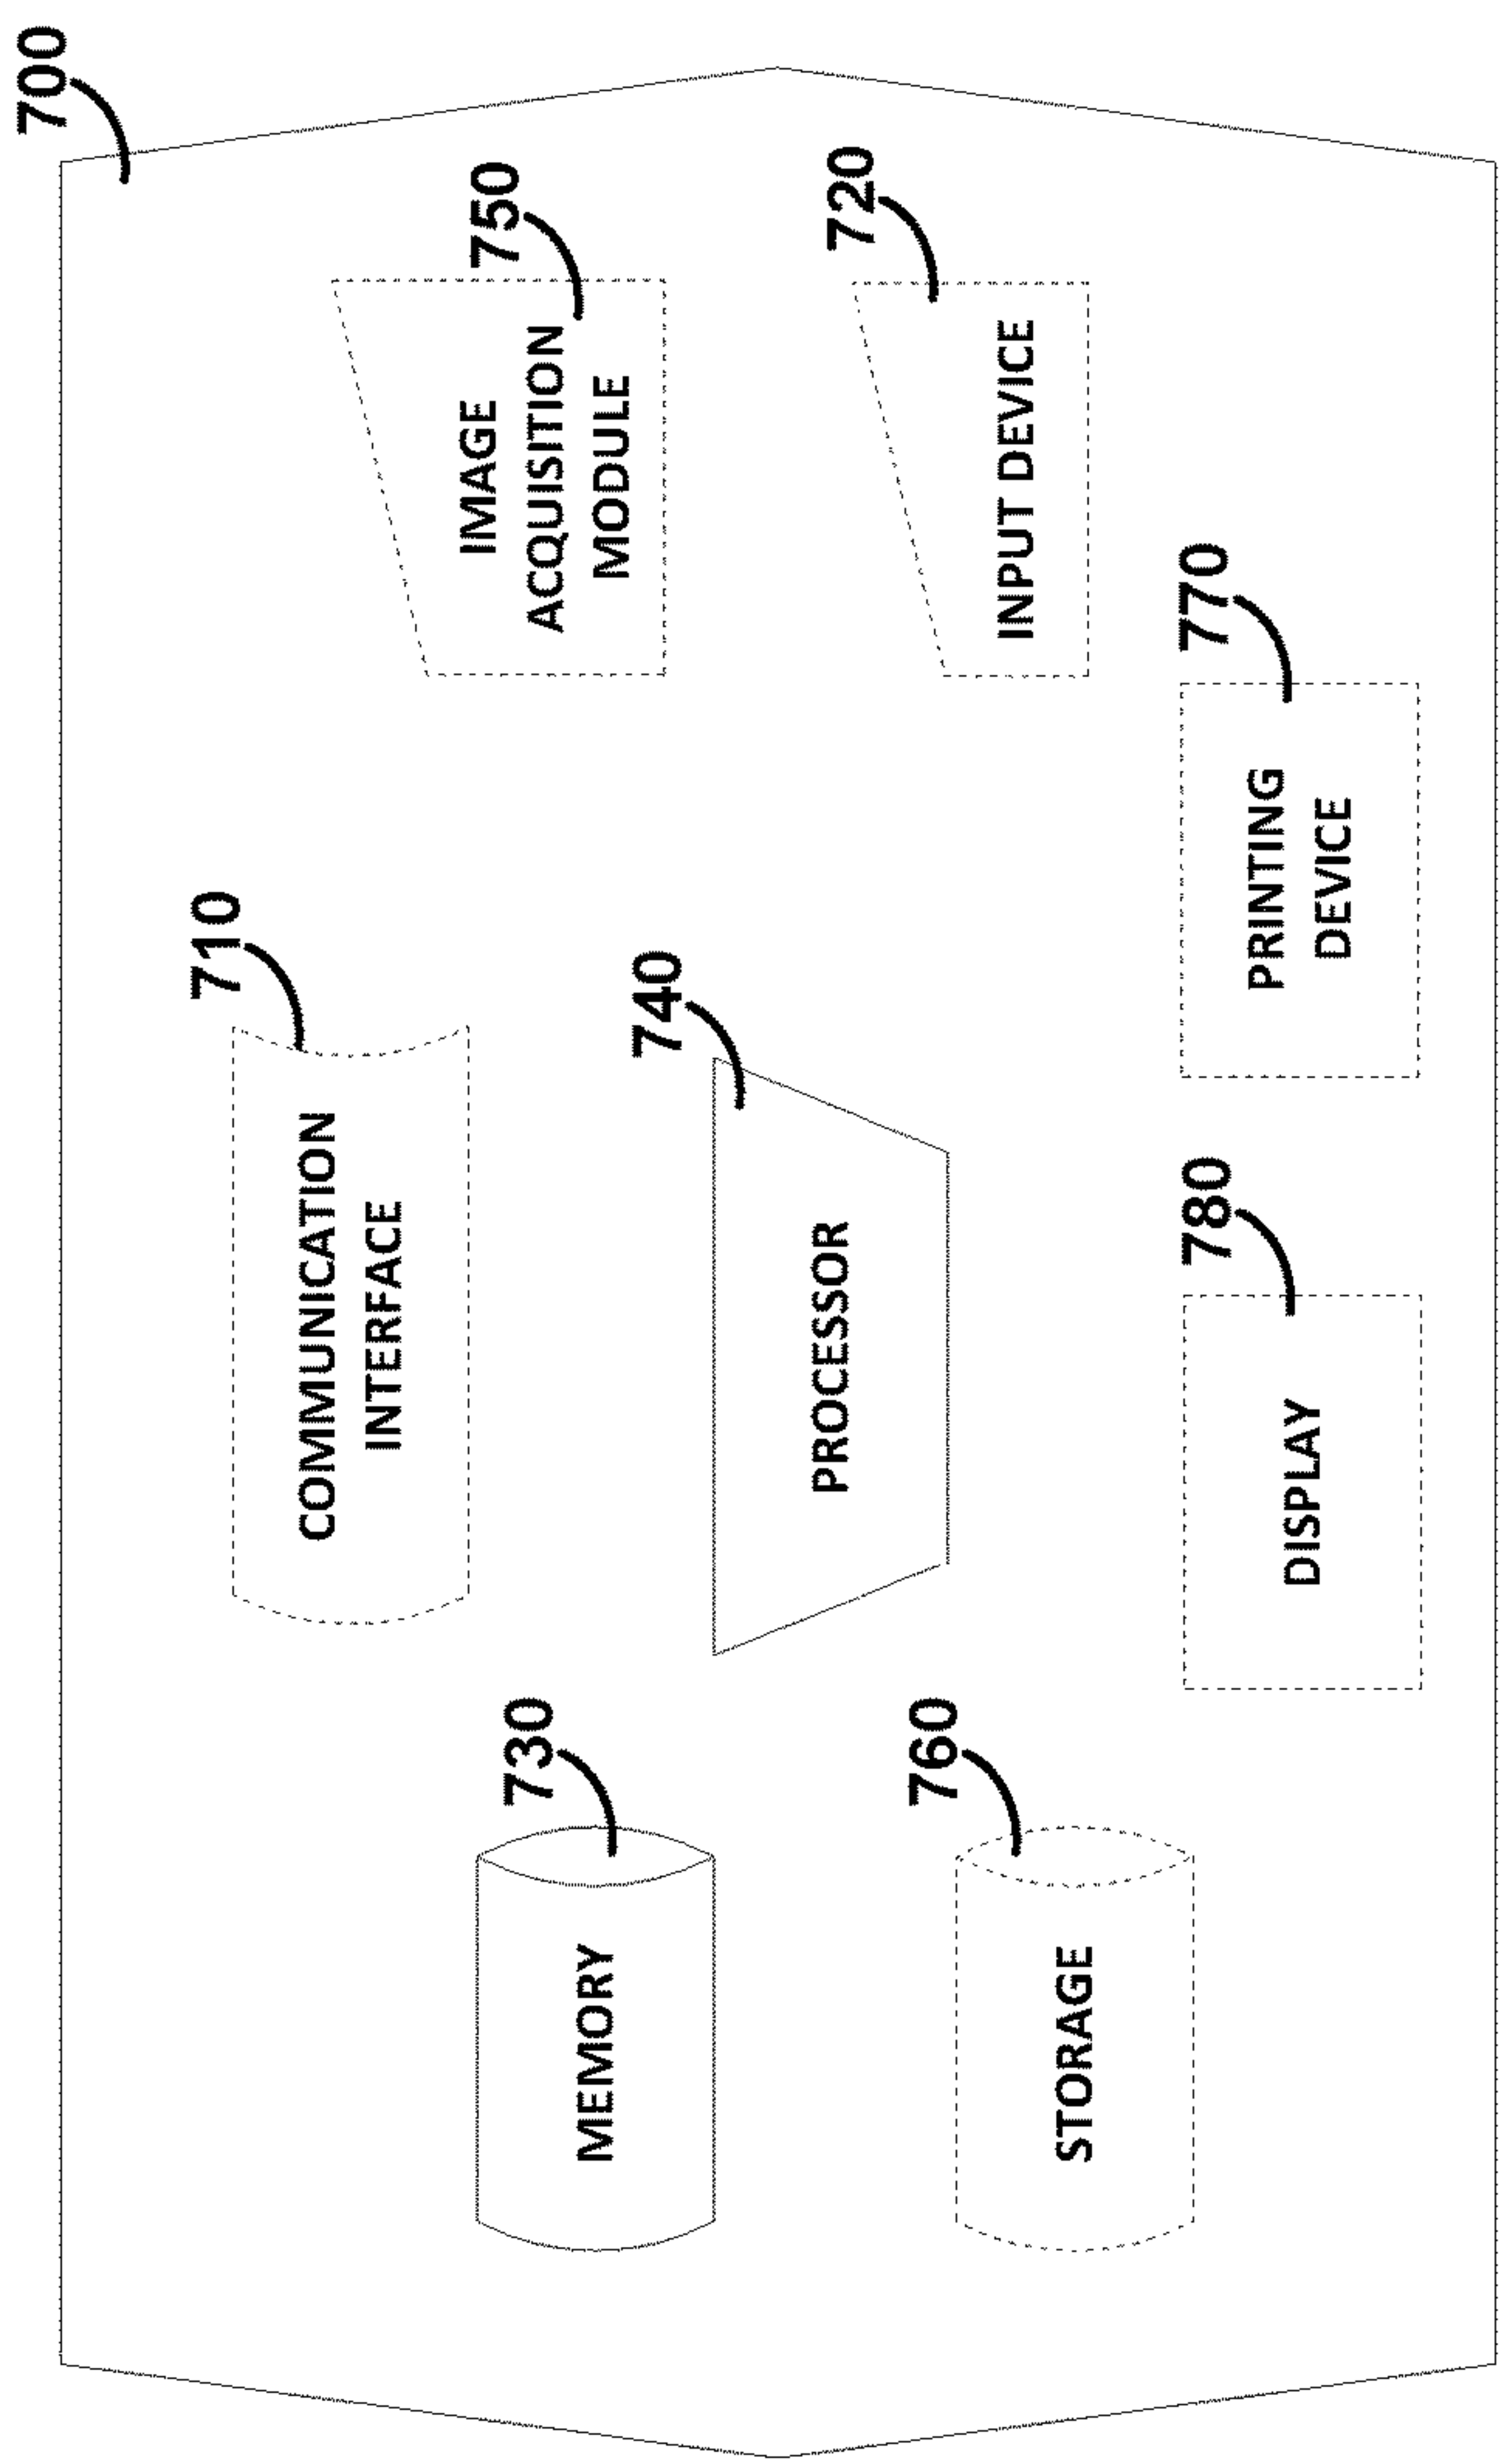 700
710
COMMUNICATION
INTERFACE
750
IMAGE
ACQUISITION
MODULE
730
MEMORY
740
PROCESSOR
720
INPUT DEVICE
760
STORAGE
780
DISPLAY
770
PRINTING
DEVICE